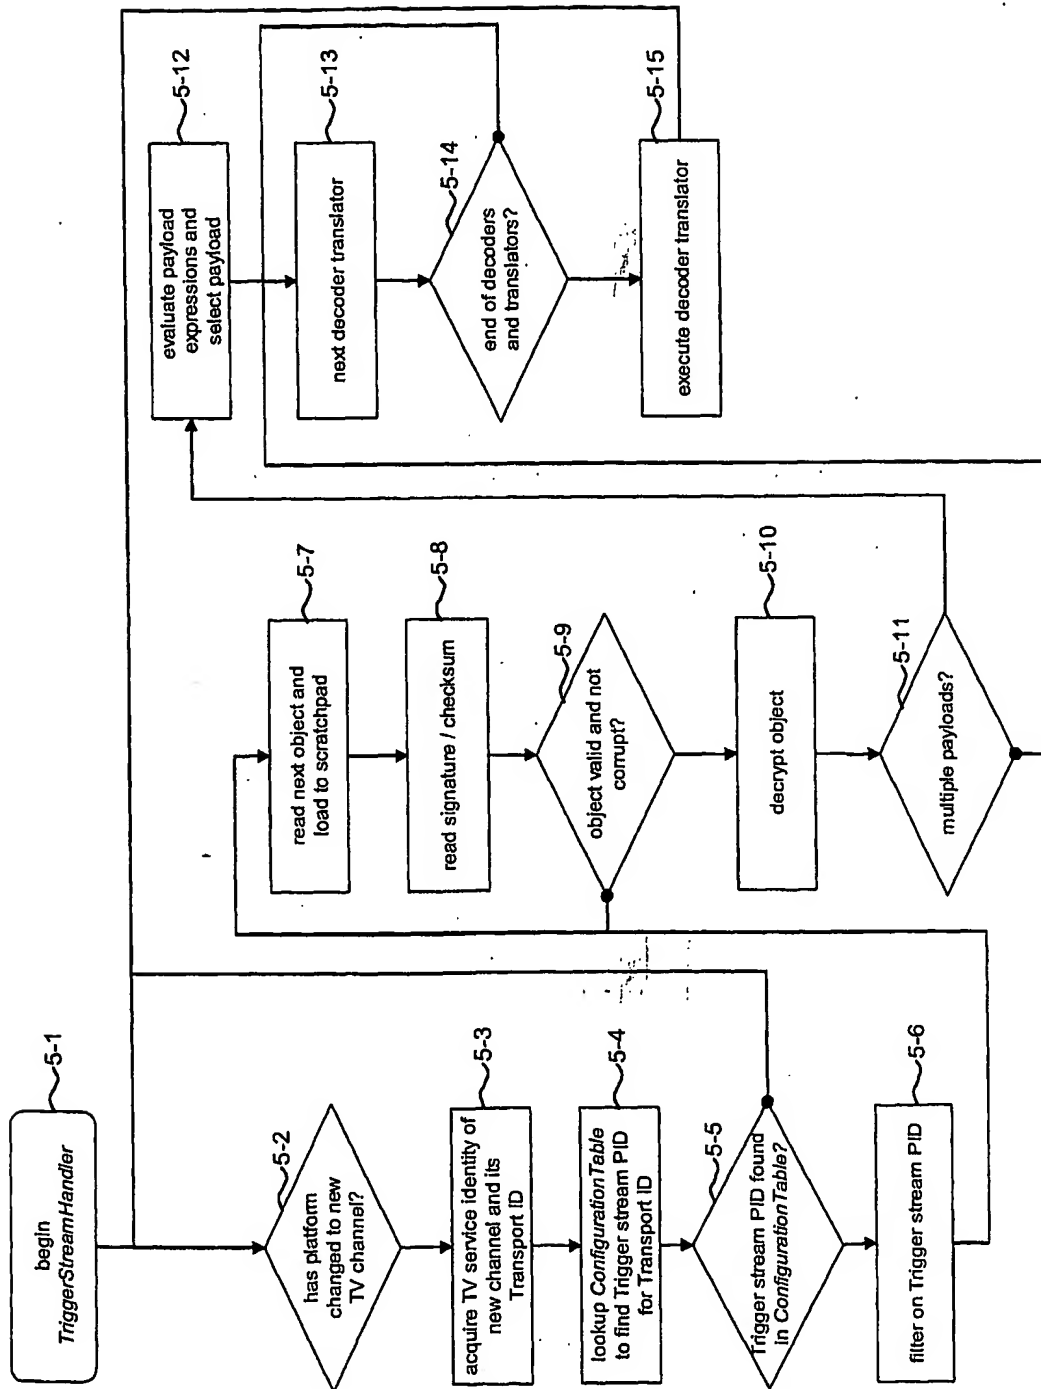 5-1
begin
TriggerStreamHandler
5-2
has platform
changed to new
TV channel?
5-3
acquire TV service identity of
new channel and its
Transport ID
5-4
lookup ConfigurationTable
to find Trigger stream PID
for Transport ID
5-5
Trigger stream PID found
in ConfigurationTable?
5-6
filter on Trigger stream PID
5-7
read next object and
load to scratchpad
5-8
read signature / checksum
5-9
object valid and not
corrupt?
5-10
decrypt object
5-11
multiple payloads?
5-12
evaluate payload
expressions and
select payload
5-13
next decoder translator
5-14
end of decoders
and translators?
5-15
execute decoder translator